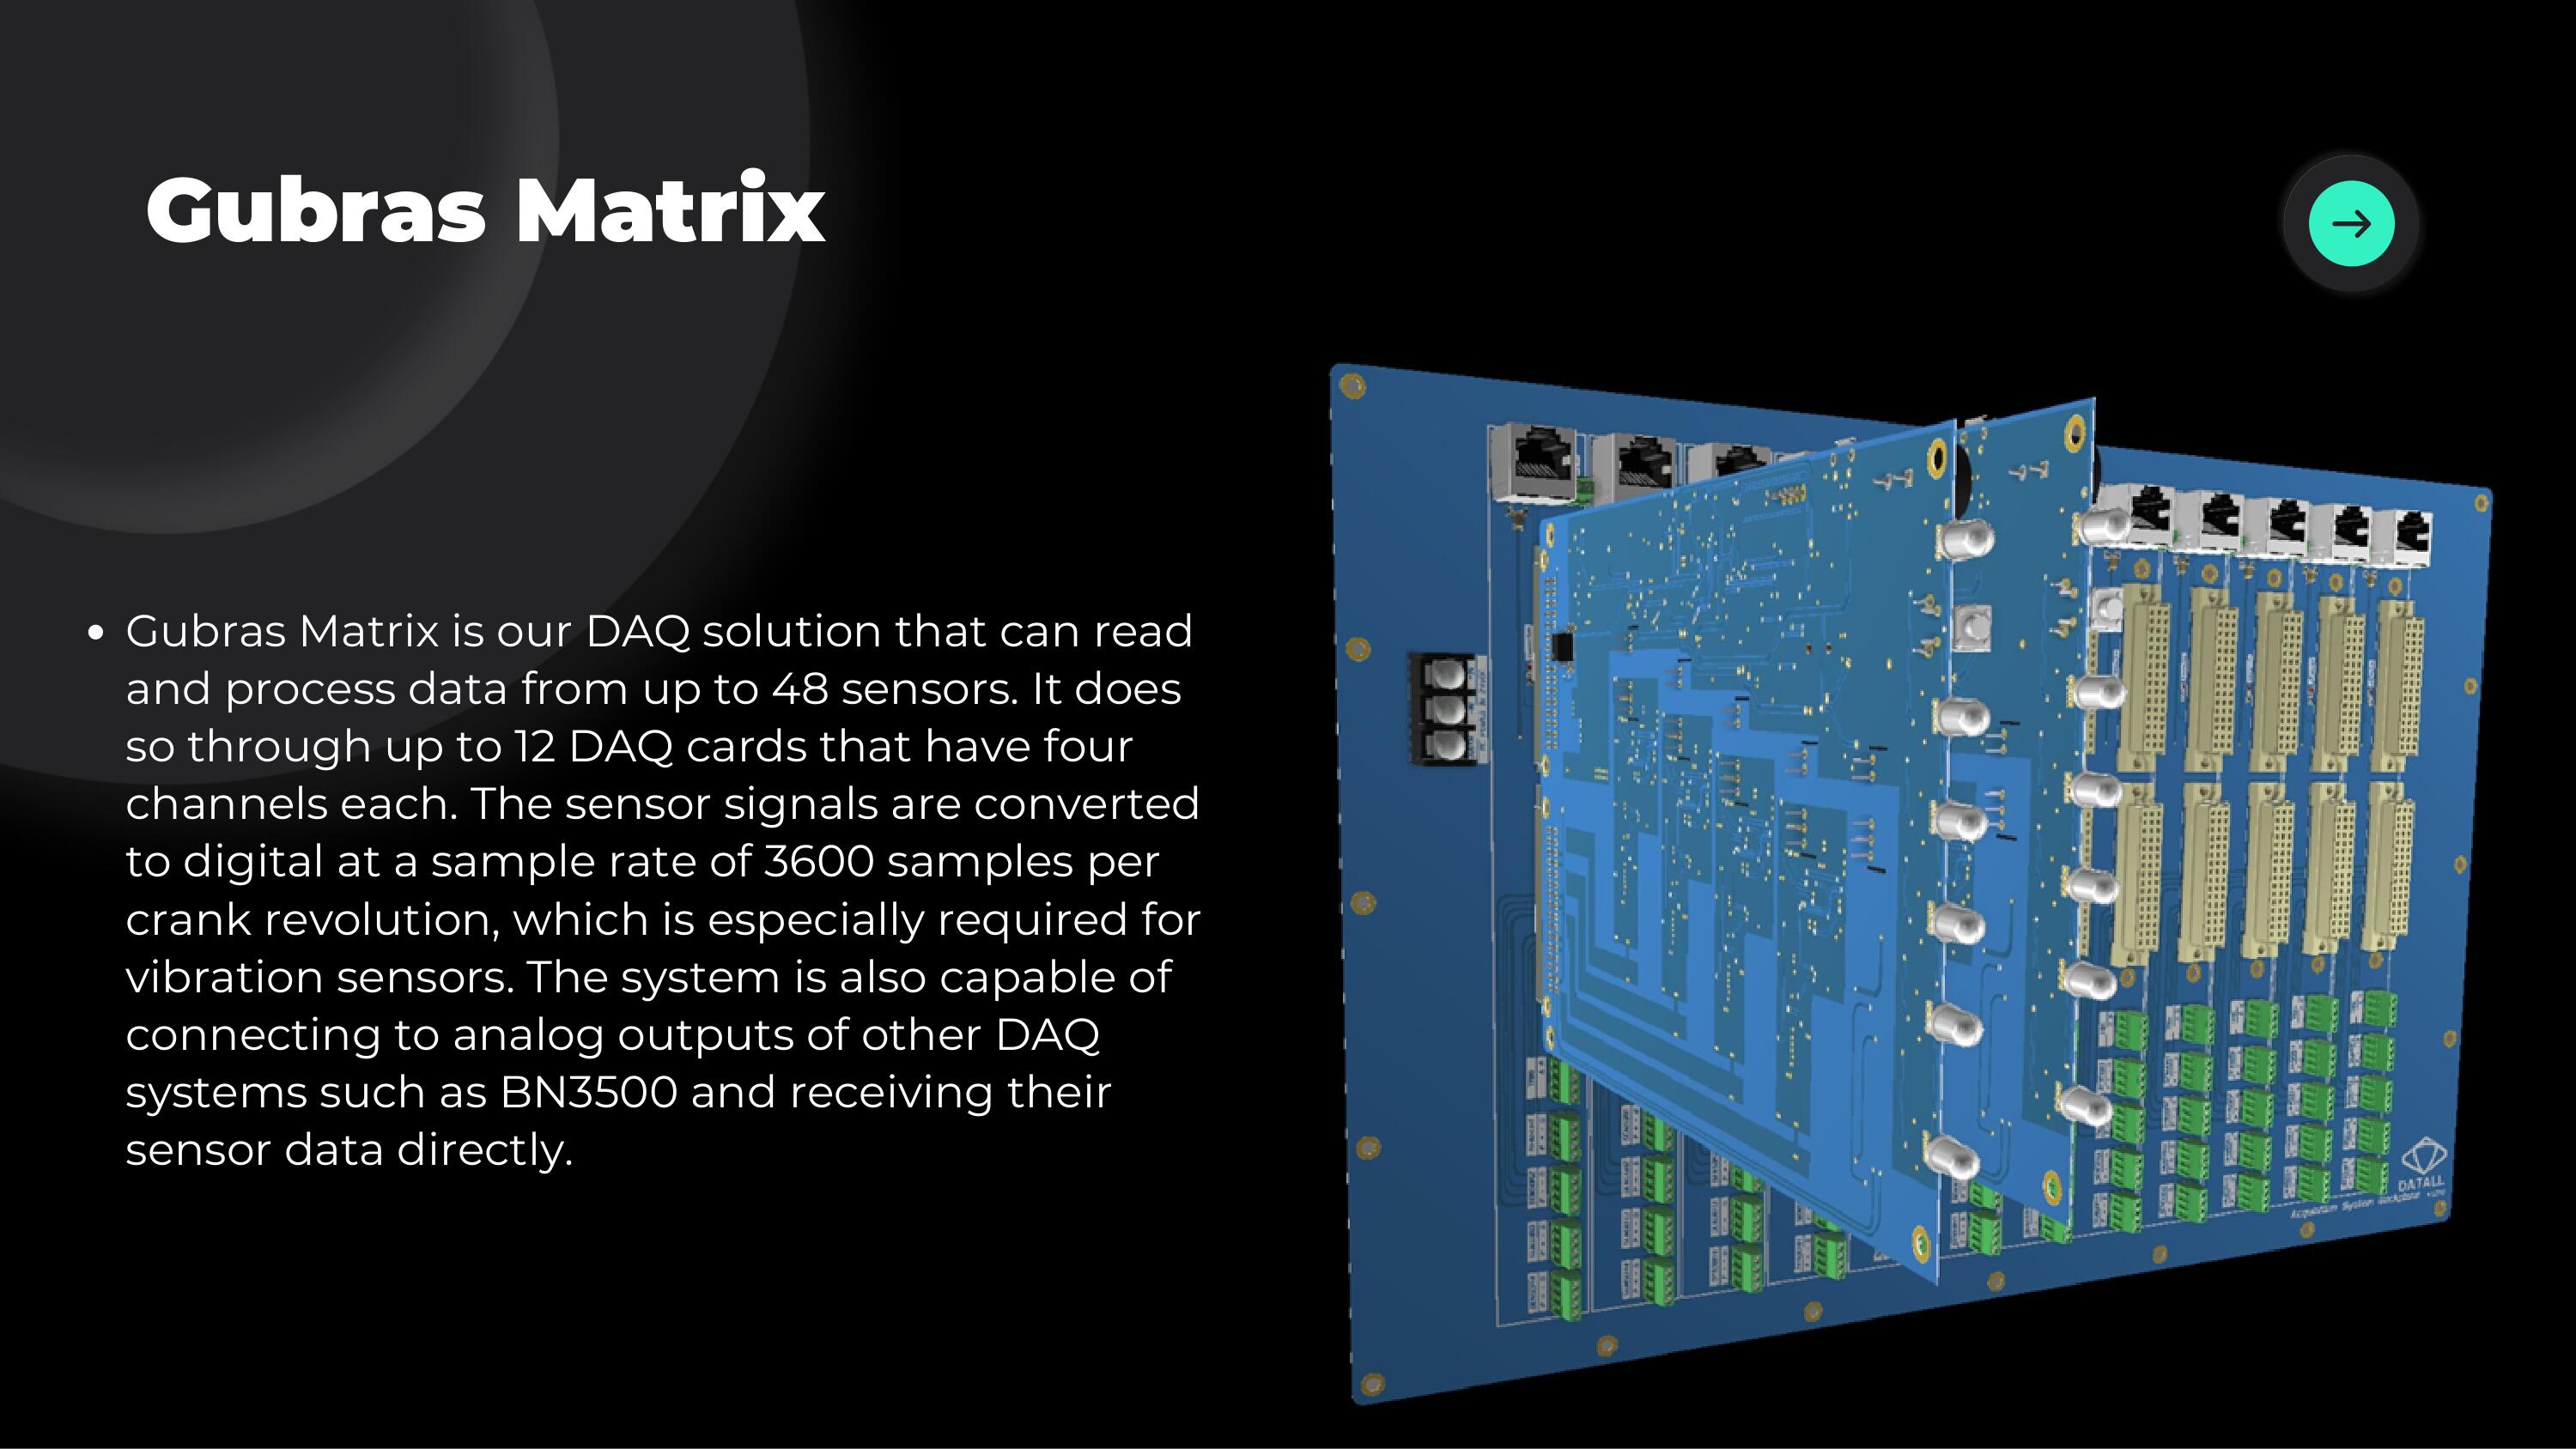 Gubras Matrix
• Gubras Matrix is our DAQ solution that can read
and process data from up to 48 sensors. It does
so through up to 12 DAQ cards that have four
channels each. The sensor signals are converted
to digital at a sample rate of 3600 samples per
crank revolution, which is especially required for
vibration sensors. The system is also capable of
connecting to analog outputs of other DAQ
systems such as BN3500 and receiving their
sensor data directly.
DATALL
System